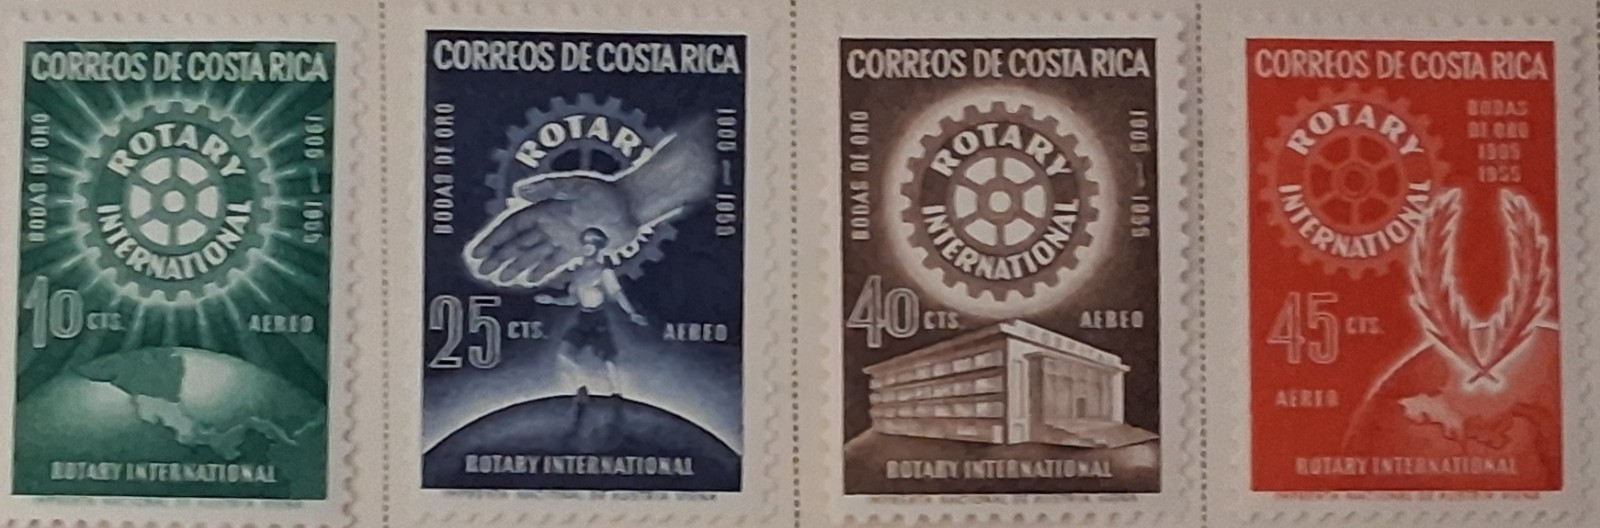 CORREOS DE COSTA RICA
BODAS DE ORO
1905 — 1955
ROTARY
INTERNATIONAL
10 CTS.
AEREO
ROTARY INTERNATIONAL
CORREOS DE COSTA RICA
BODAS DE ORO
1905 — 1955
ROTARY
25 CTS.
AEREO
ROTARY INTERNATIONAL
CORREOS DE COSTA RICA
BODAS DE ORO
1905 — 1955
ROTARY
INTERNATIONAL
40 CTS.
AEREO
ROTARY INTERNATIONAL
CORREOS DE COSTA RICA
ROTARY
INTERNATIONAL
BODAS
DE ORO
1905
1955
45 CTS.
AEREO
ROTARY INTERNATIONAL